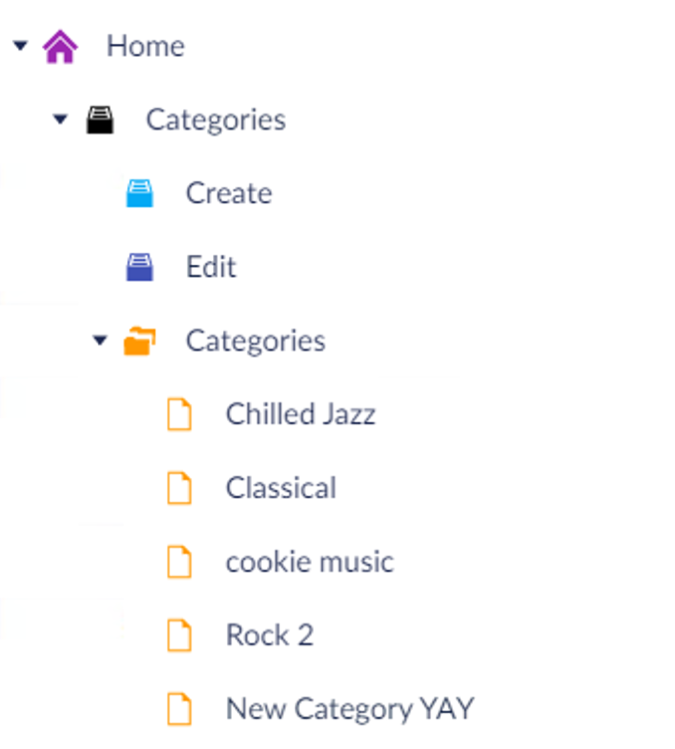 Home
Categories
Create
Edit
Categories
Chilled Jazz
Classical
cookie music
Rock 2
New Category YAY